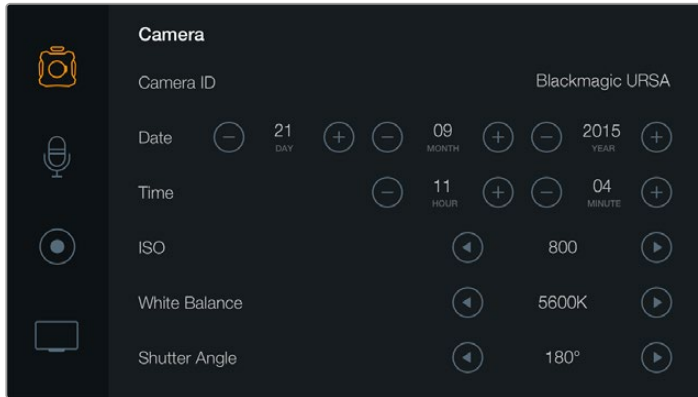 Camera
Camera ID Blackmagic URSA
Date 21 09 2015
DAY MONTH YEAR
Time 11 04
HOUR MINUTE
ISO 800
White Balance 5600K
Shutter Angle 180°